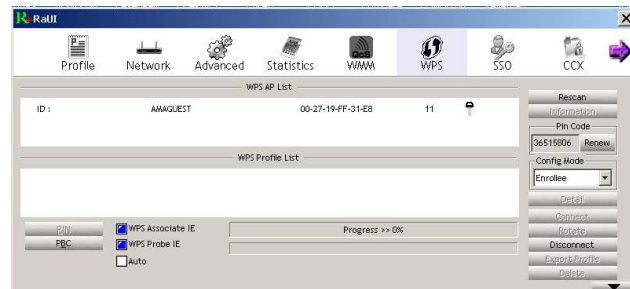 RaUI
Profile Network Advanced Statistics WMM WPS SSO CCX
WPS AP List
ID : AMAGUEST 00-27-19-FF-31-E8 11
Rescan
Information
Pin Code
36515806 Renew
WPS Profile List
Config Mode
Enrollee
Detail
Connect
PIN WPS Associate IE Progress >> 0% Rotate
PBC WPS Probe IE Disconnect
Auto Export Profile
Delete